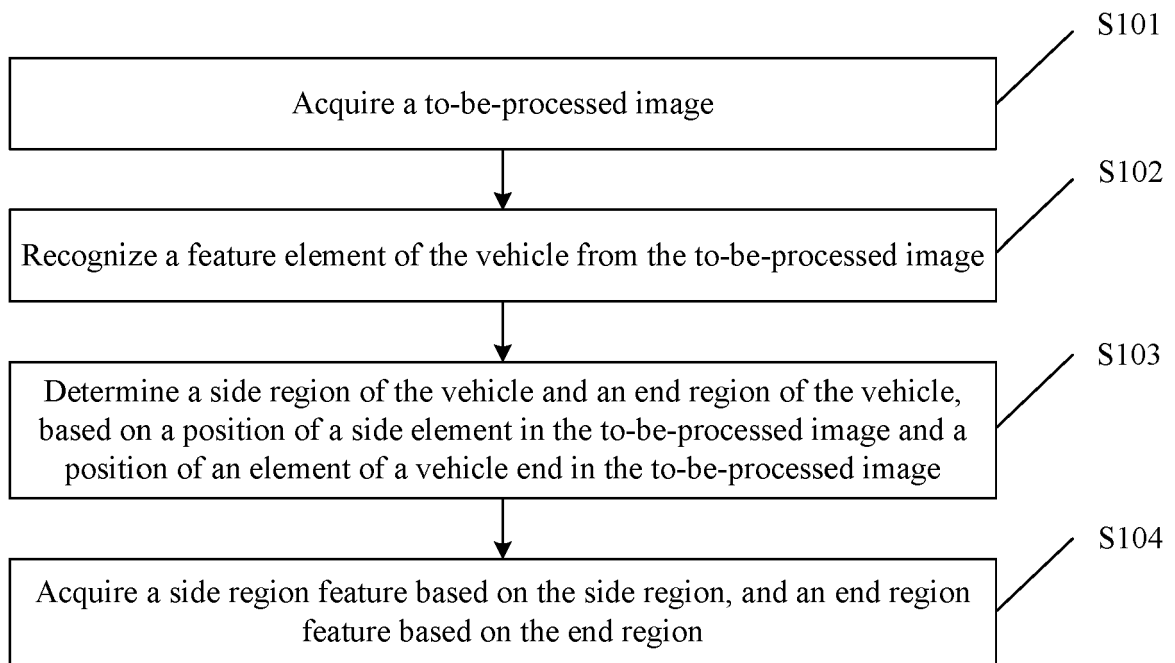 S101
Acquire a to-be-processed image
S102
Recognize a feature element of the vehicle from the to-be-processed image
S103
Determine a side region of the vehicle and an end region of the vehicle,
based on a position of a side element in the to-be-processed image and a
position of an element of a vehicle end in the to-be-processed image
S104
Acquire a side region feature based on the side region, and an end region
feature based on the end region